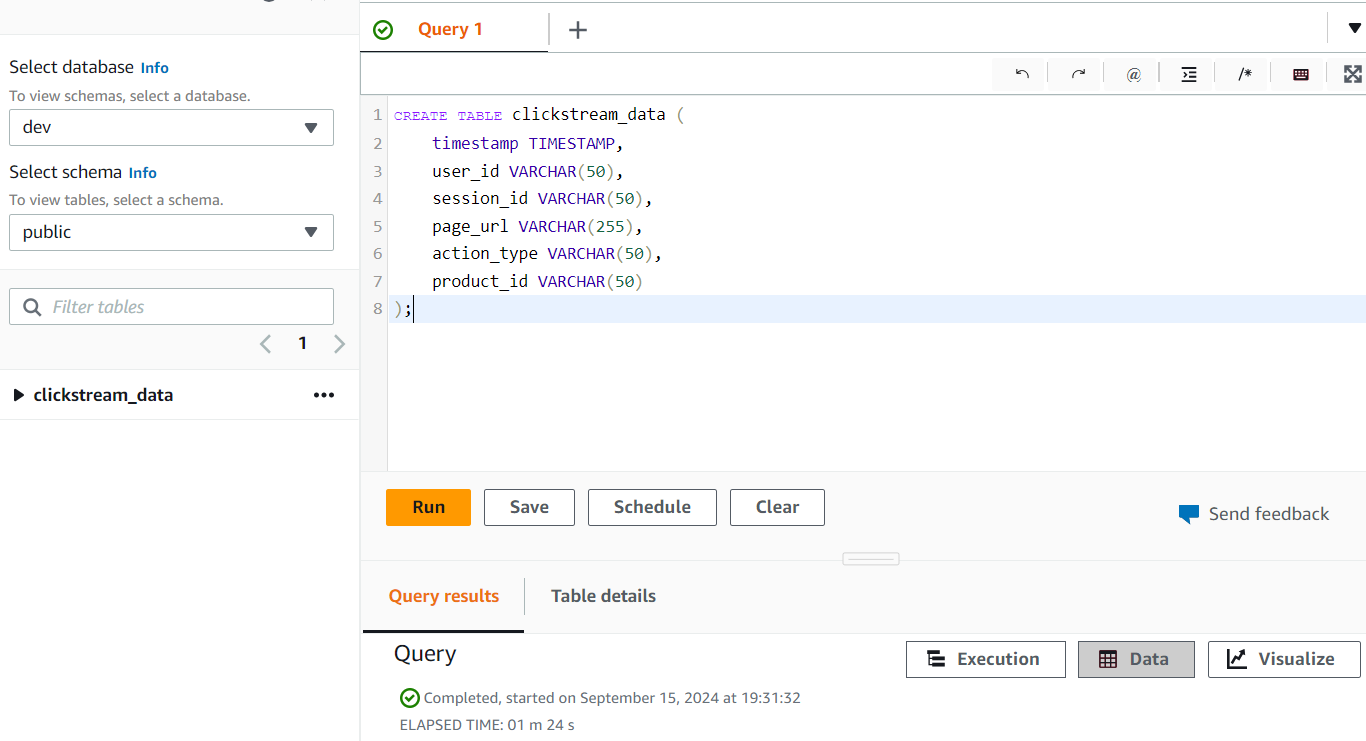 Query 1
Select database Info
To view schemas, select a database.
dev
Select schema Info
To view tables, select a schema.
public
Filter tables
1
clickstream_data
@
/*
1 CREATE TABLE clickstream_data (
2 timestamp TIMESTAMP,
3 user_id VARCHAR(50),
4 session_id VARCHAR(50),
5 page_url VARCHAR(255),
6 action_type VARCHAR(50),
7 product_id VARCHAR(50)
8 );
Run Save Schedule Clear
Send feedback
Query results Table details
Query
Execution Data Visualize
Completed, started on September 15, 2024 at 19:31:32
ELAPSED TIME: 01 m 24 s